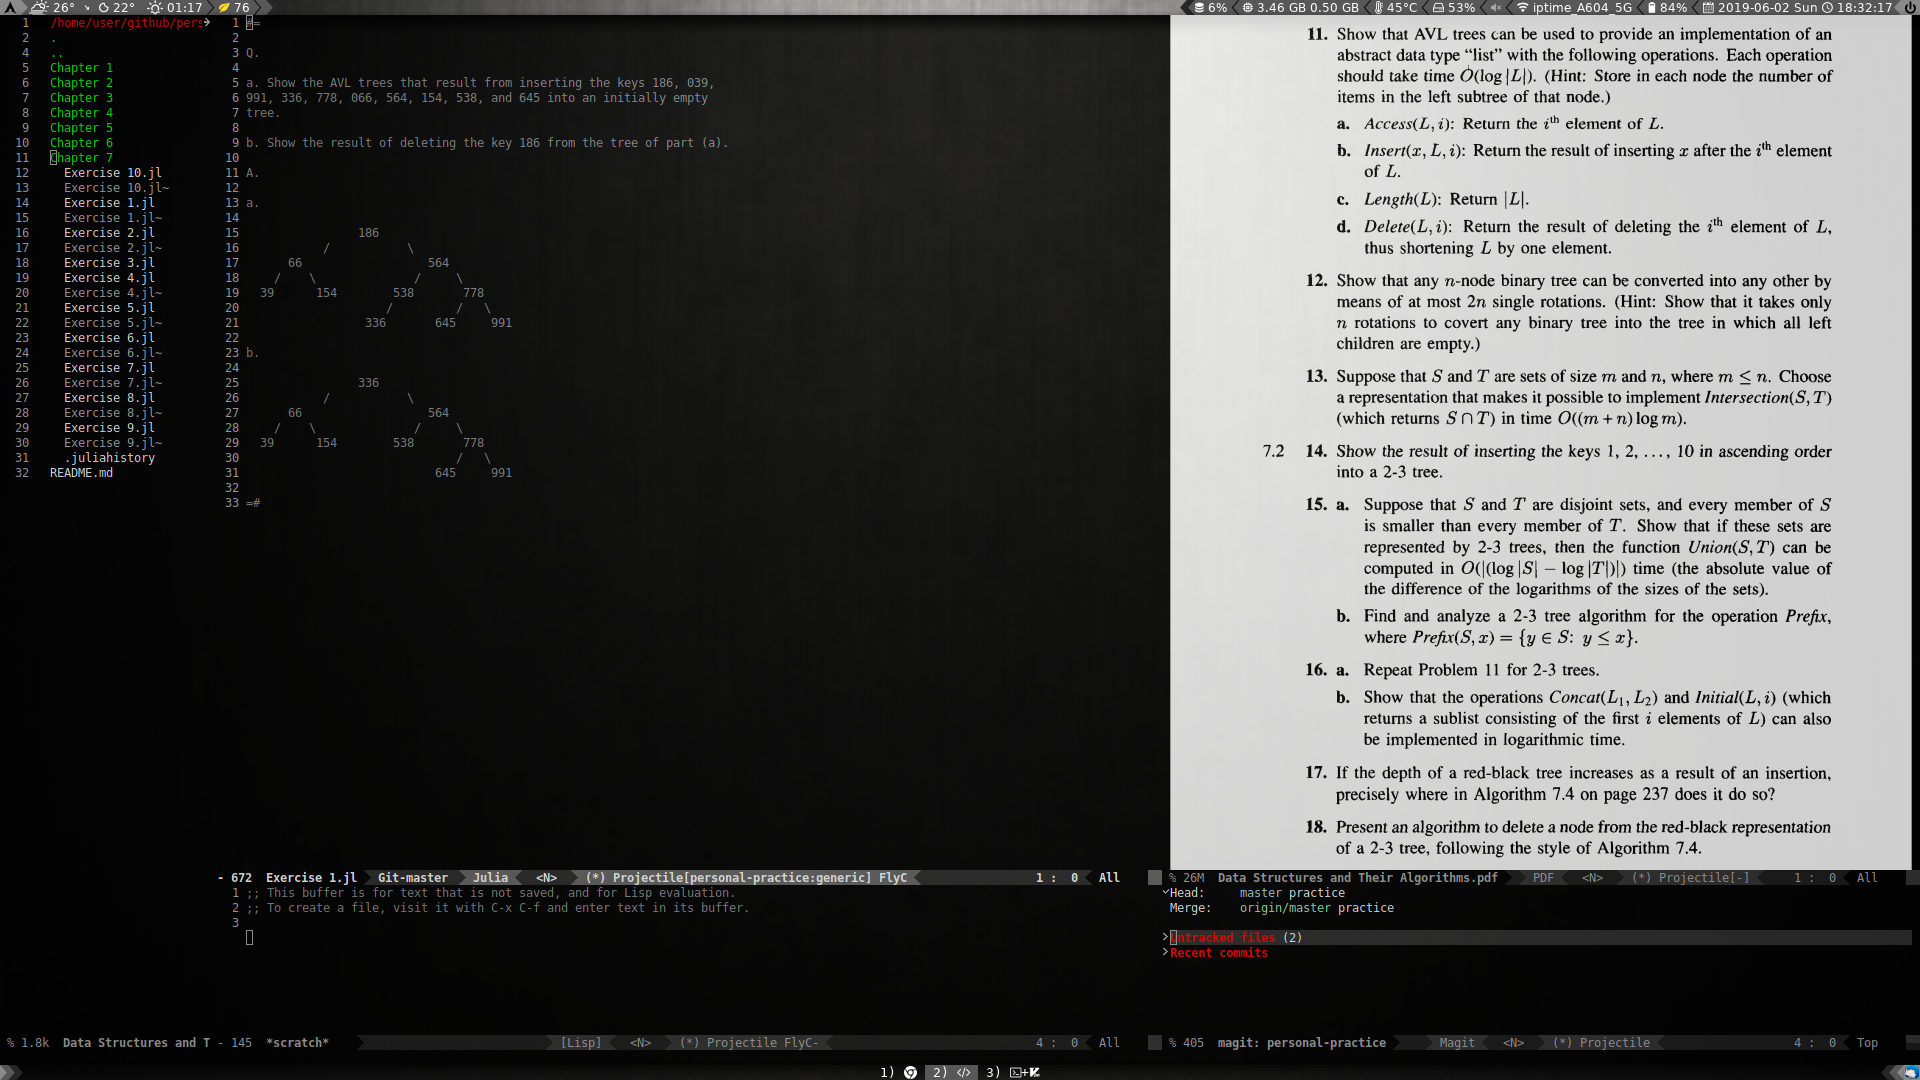 26° 22° 01:17 76
6% 3.46 GB 0.50 GB 45°C 53% iptime_A604_5G 84% 2019-06-02 Sun 18:32:17
1 /home/user/github/pers
2 .
4 ..
5 Chapter 1
6 Chapter 2
7 Chapter 3
8 Chapter 4
9 Chapter 5
10 Chapter 6
11 Chapter 7
12 Exercise 10.jl
13 Exercise 10.jl~
14 Exercise 1.jl
15 Exercise 1.jl~
16 Exercise 2.jl
17 Exercise 2.jl~
18 Exercise 3.jl
19 Exercise 4.jl
20 Exercise 4.jl~
21 Exercise 5.jl
22 Exercise 5.jl~
23 Exercise 6.jl
24 Exercise 6.jl~
25 Exercise 7.jl
26 Exercise 7.jl~
27 Exercise 8.jl
28 Exercise 8.jl~
29 Exercise 9.jl
30 Exercise 9.jl~
31 .juliahistory
32 README.md
1 #=
2
3 Q.
4
5 a. Show the AVL trees that result from inserting the keys 186, 039,
6 991, 336, 778, 066, 564, 154, 538, and 645 into an initially empty
7 tree.
8
9 b. Show the result of deleting the key 186 from the tree of part (a).
10
11 A.
12
13 a.
14
15 186
16 / \
17 66 564
18 / \ / \
19 39 154 538 778
20 / / \
21 336 645 991
22
23 b.
24
25 336
26 / \
27 66 564
28 / \ / \
29 39 154 538 778
30 / \
31 645 991
32
33 =#
- 672 Exercise 1.jl Git-master Julia <N> (*) Projectile[personal-practice:generic] FlyC 1 : 0 All
1 ;; This buffer is for text that is not saved, and for Lisp evaluation.
2 ;; To create a file, visit it with C-x C-f and enter text in its buffer.
3
% 1.8k Data Structures and T - 145 *scratch* [Lisp] <N> (*) Projectile FlyC- 4 : 0 All
11. Show that AVL trees can be used to provide an implementation of an
abstract data type “list” with the following operations. Each operation
should take time O(log |L|). (Hint: Store in each node the number of
items in the left subtree of that node.)
a. Access(L, i): Return the iᵗʰ element of L.
b. Insert(x, L, i): Return the result of inserting x after the iᵗʰ element
of L.
c. Length(L): Return |L|.
d. Delete(L, i): Return the result of deleting the iᵗʰ element of L,
thus shortening L by one element.
12. Show that any n-node binary tree can be converted into any other by
means of at most 2n single rotations. (Hint: Show that it takes only
n rotations to covert any binary tree into the tree in which all left
children are empty.)
13. Suppose that S and T are sets of size m and n, where m ≤ n. Choose
a representation that makes it possible to implement Intersection(S, T)
(which returns S ∩ T) in time O((m + n) log m).
7.2 14. Show the result of inserting the keys 1, 2, ..., 10 in ascending order
into a 2-3 tree.
15. a. Suppose that S and T are disjoint sets, and every member of S
is smaller than every member of T. Show that if these sets are
represented by 2-3 trees, then the function Union(S, T) can be
computed in O(|(log |S| − log |T|)|) time (the absolute value of
the difference of the logarithms of the sizes of the sets).
b. Find and analyze a 2-3 tree algorithm for the operation Prefix,
where Prefix(S, x) = {y ∈ S: y ≤ x}.
16. a. Repeat Problem 11 for 2-3 trees.
b. Show that the operations Concat(L₁, L₂) and Initial(L, i) (which
returns a sublist consisting of the first i elements of L) can also
be implemented in logarithmic time.
17. If the depth of a red-black tree increases as a result of an insertion,
precisely where in Algorithm 7.4 on page 237 does it do so?
18. Present an algorithm to delete a node from the red-black representation
of a 2-3 tree, following the style of Algorithm 7.4.
% 26M Data Structures and Their Algorithms.pdf PDF <N> (*) Projectile[-] 1 : 0 All
Head: master practice
Merge: origin/master practice
Untracked files (2)
Recent commits
% 405 magit: personal-practice Magit <N> (*) Projectile 4 : 0 Top
1) 2) </> 3)